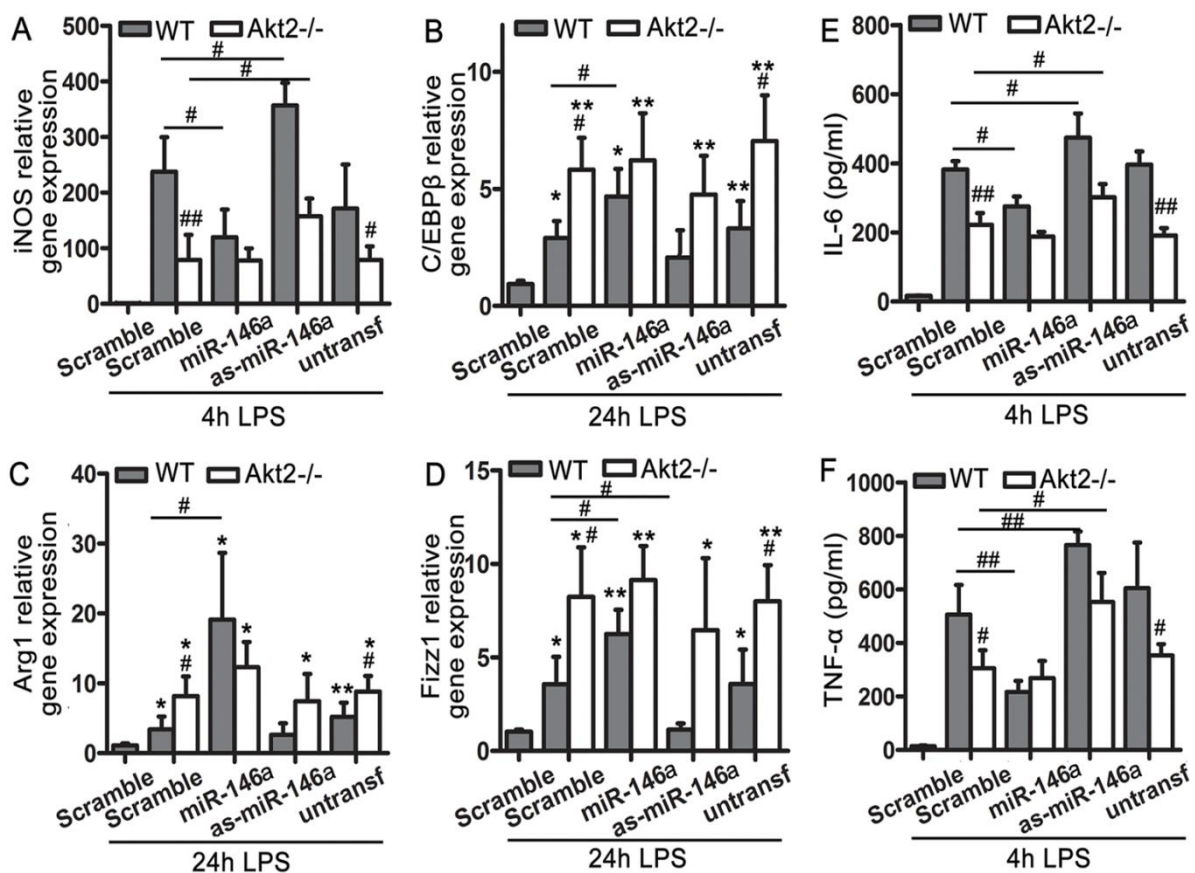 A
WT Akt2-/-
iNOS relative
gene expression
500
400
300
200
100
0
#
#
#
##
#
Scramble
Scramble
miR-146a
as-miR-146a
untransf
4h LPS
B
WT Akt2-/-
C/EBPβ relative
gene expression
10
5
0
#
*
**
#
*
**
**
**
**
#
Scramble
Scramble
miR-146a
as-miR-146a
untransf
24h LPS
E
WT Akt2-/-
IL-6 (pg/ml)
800
600
400
200
0
#
#
#
##
##
Scramble
Scramble
miR-146a
as-miR-146a
untransf
4h LPS
C
WT Akt2-/-
Arg1 relative
gene expression
40
30
20
10
0
#
*
*
#
*
*
*
**
*
#
Scramble
Scramble
miR-146a
as-miR-146a
untransf
24h LPS
D
WT Akt2-/-
Fizz1 relative
gene expression
15
10
5
0
#
#
*
* #
**
**
*
*
**
#
Scramble
Scramble
miR-146a
as-miR-146a
untransf
24h LPS
F
WT Akt2-/-
TNF-α (pg/ml)
1000
800
600
400
200
0
#
##
##
#
#
Scramble
Scramble
miR-146a
as-miR-146a
untransf
4h LPS